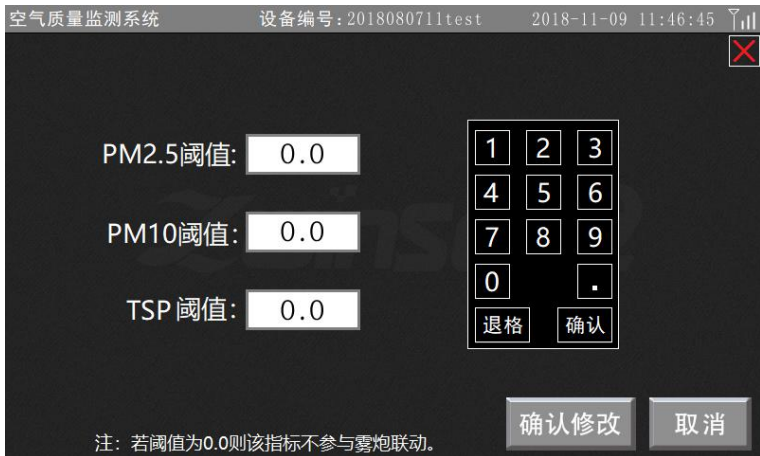 空气质量监测系统 设备编号:2018080711test 2018-11-09 11:46:45
PM2.5阈值: 0.0
PM10阈值: 0.0
TSP阈值: 0.0
1 2 3
4 5 6
7 8 9
0 .
退格 确认
确认修改 取消
注：若阈值为0.0则该指标不参与雾炮联动。